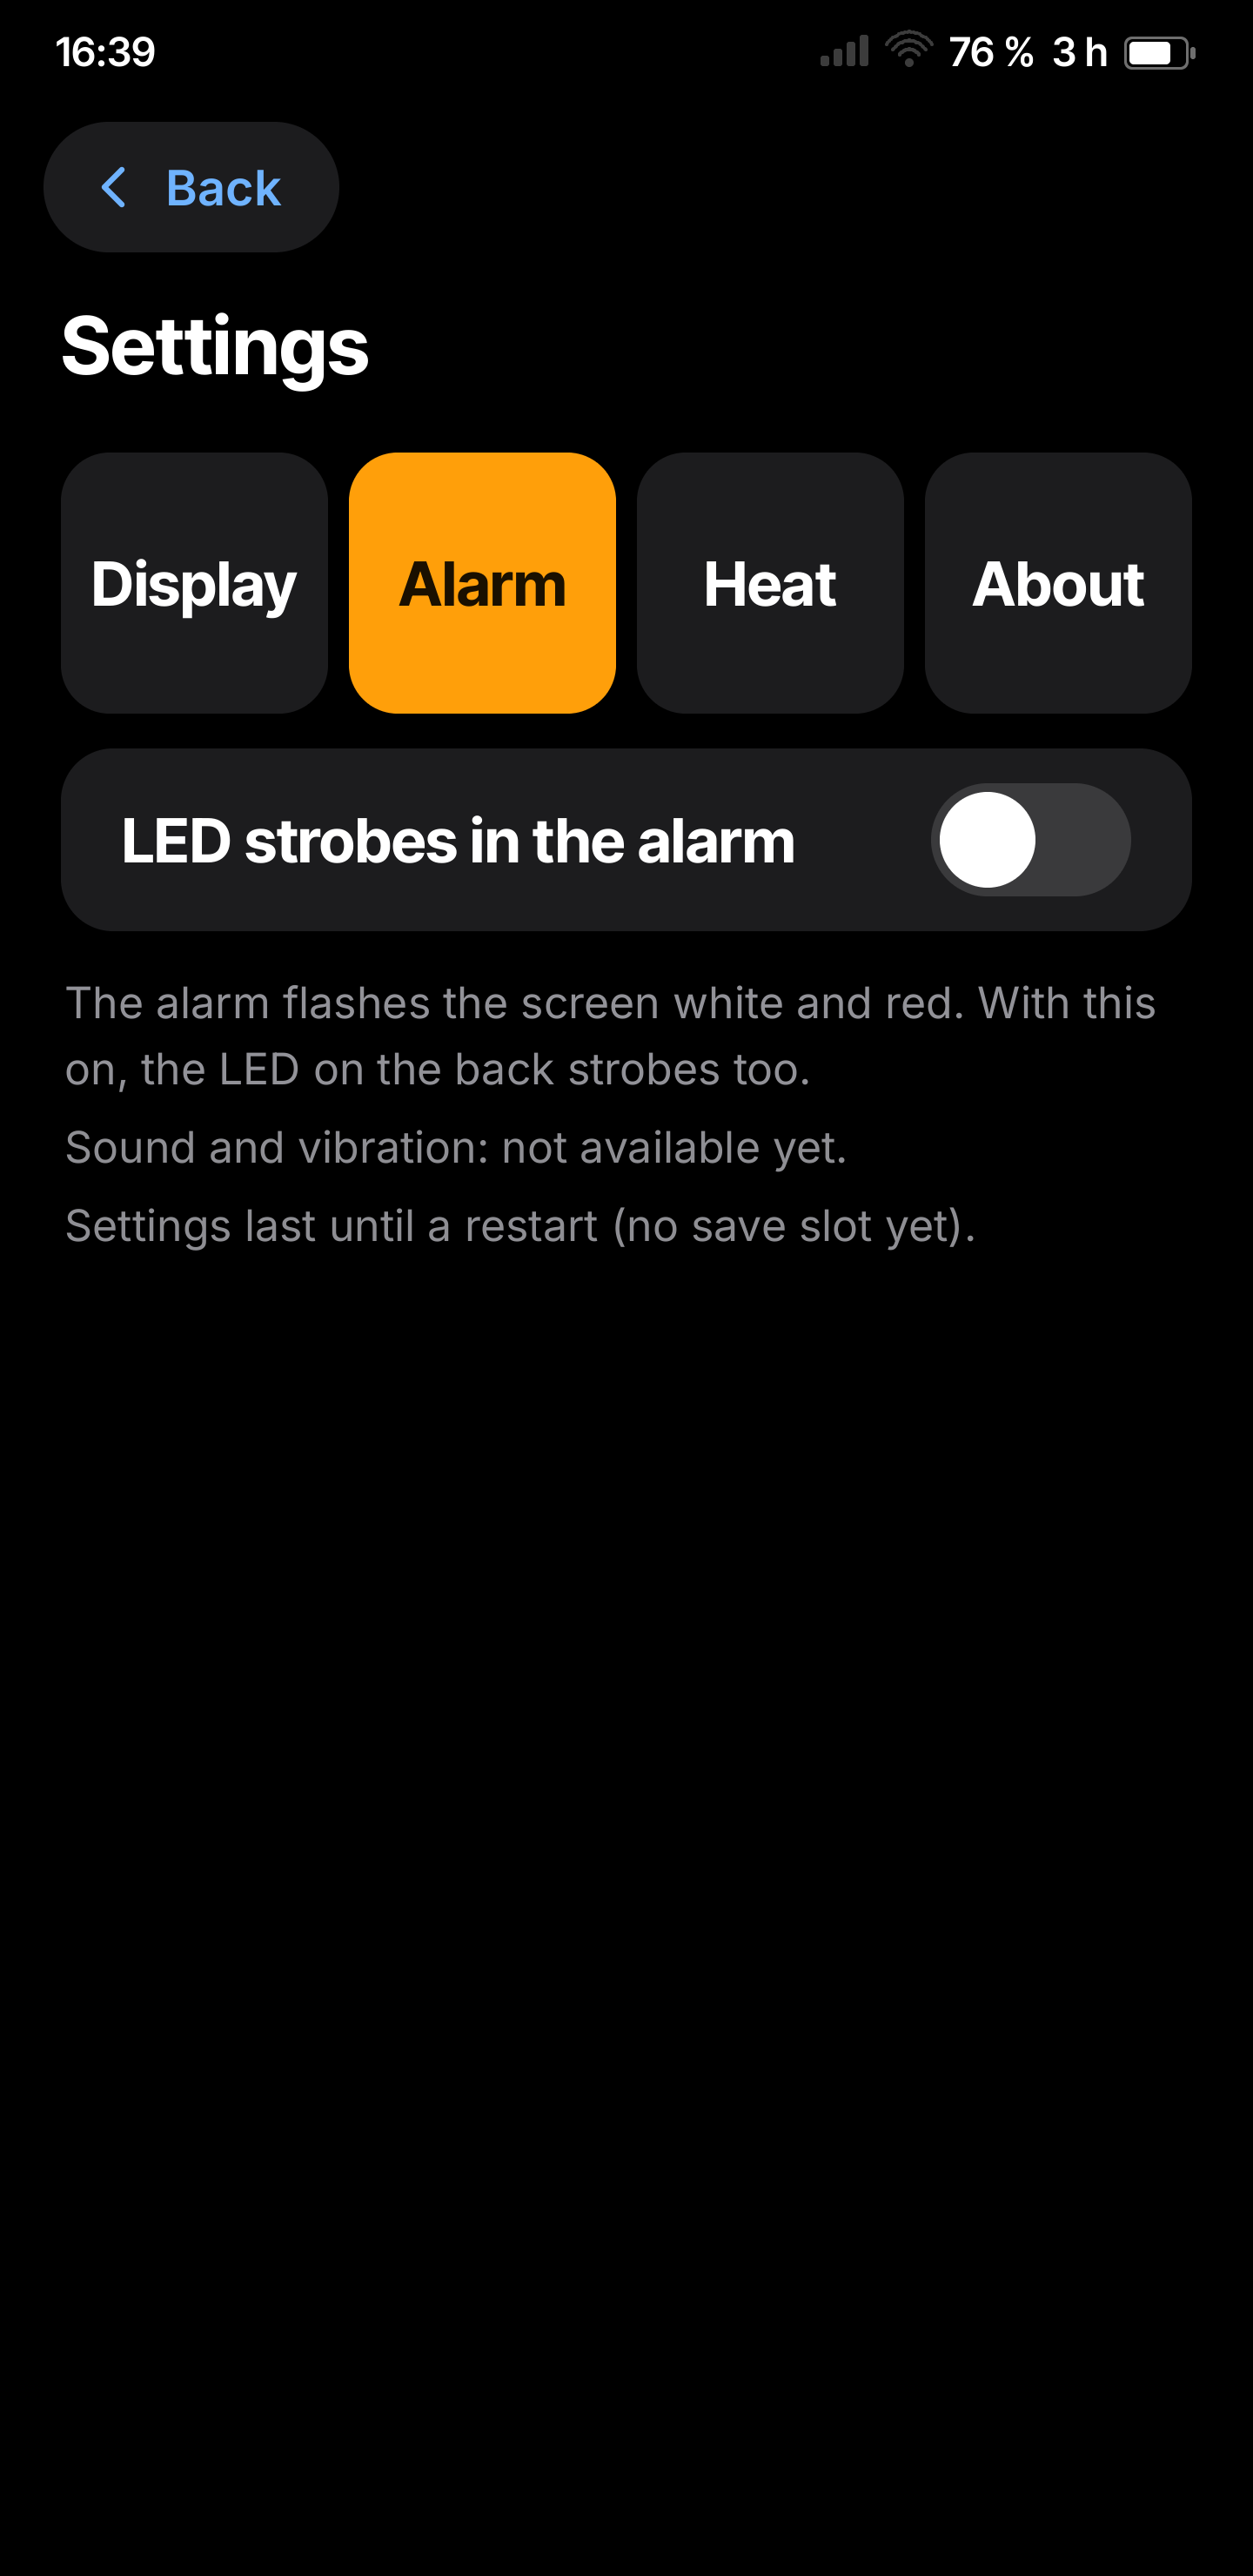 16:39 76 % 3 h
Back
Settings
Display Alarm Heat About
LED strobes in the alarm
The alarm flashes the screen white and red. With this
on, the LED on the back strobes too.
Sound and vibration: not available yet.
Settings last until a restart (no save slot yet).